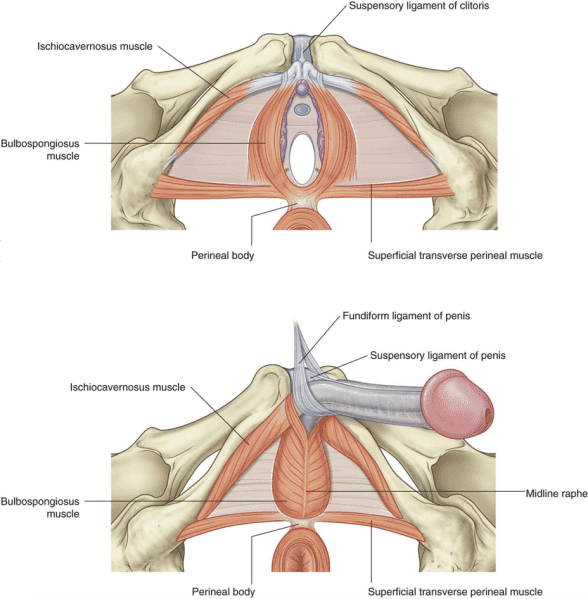 Suspensory ligament of clitoris
Ischiocavernosus muscle
Bulbospongiosus
muscle
Perineal body
Superficial transverse perineal muscle
Fundiform ligament of penis
Suspensory ligament of penis
Ischiocavernosus muscle
Midline raphe
Bulbospongiosus
muscle
Perineal body
Superficial transverse perineal muscle